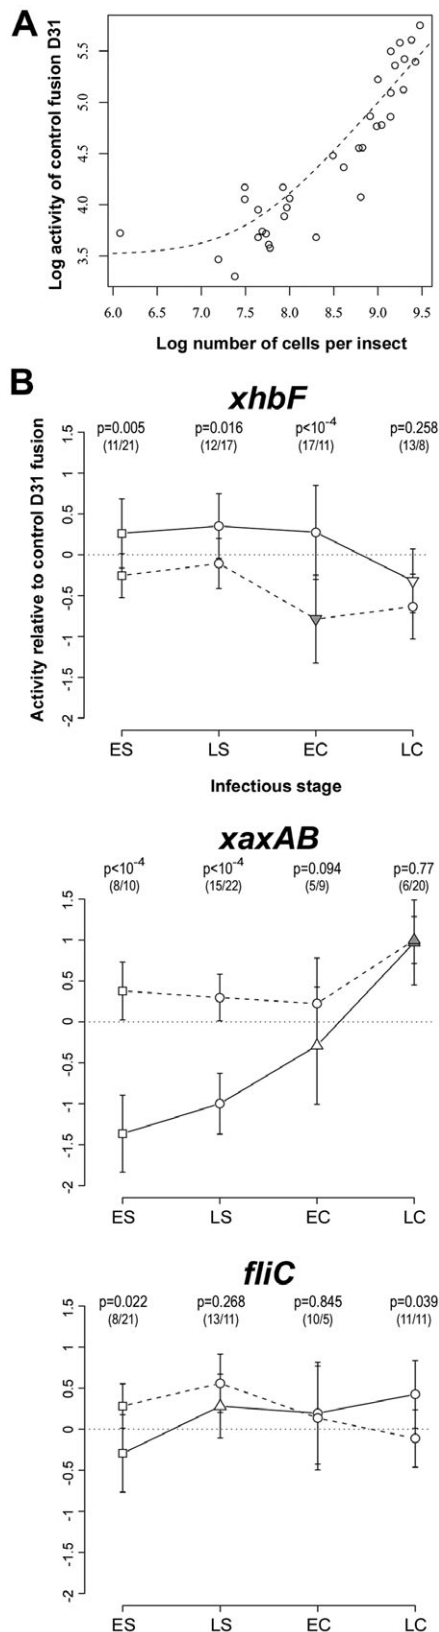 A
Log activity of control fusion D31
5.5
5.0
4.5
4.0
3.5
6.0 6.5 7.0 7.5 8.0 8.5 9.0 9.5
Log number of cells per insect
B
xhbF
Activity relative to control D31 fusion
p=0.005 p=0.016 p<10⁻⁴ p=0.258
(11/21) (12/17) (17/11) (13/8)
1.5
1
0.5
0
-0.5
-1
-1.5
-2
ES LS EC LC
Infectious stage
xaxAB
p<10⁻⁴ p<10⁻⁴ p=0.094 p=0.77
(8/10) (15/22) (5/9) (6/20)
1.5
1
0.5
0
-0.5
-1
-1.5
-2
ES LS EC LC
fliC
p=0.022 p=0.268 p=0.845 p=0.039
(8/21) (13/11) (10/5) (11/11)
1.5
1
0.5
0
-0.5
-1
-1.5
-2
ES LS EC LC